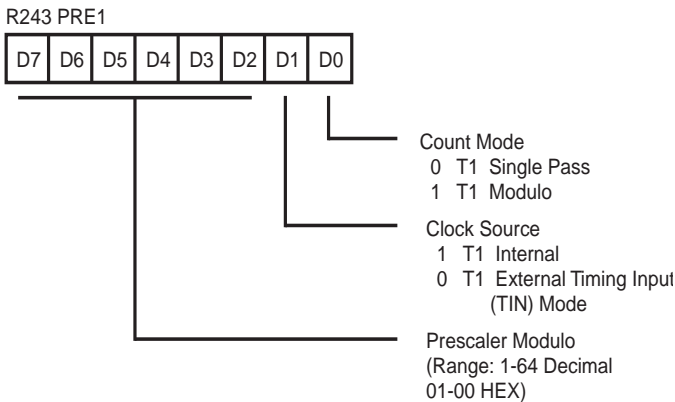 R243 PRE1
D7 D6 D5 D4 D3 D2 D1 D0
Count Mode
0 T1 Single Pass
1 T1 Modulo
Clock Source
1 T1 Internal
0 T1 External Timing Input
(TIN) Mode
Prescaler Modulo
(Range: 1-64 Decimal
01-00 HEX)